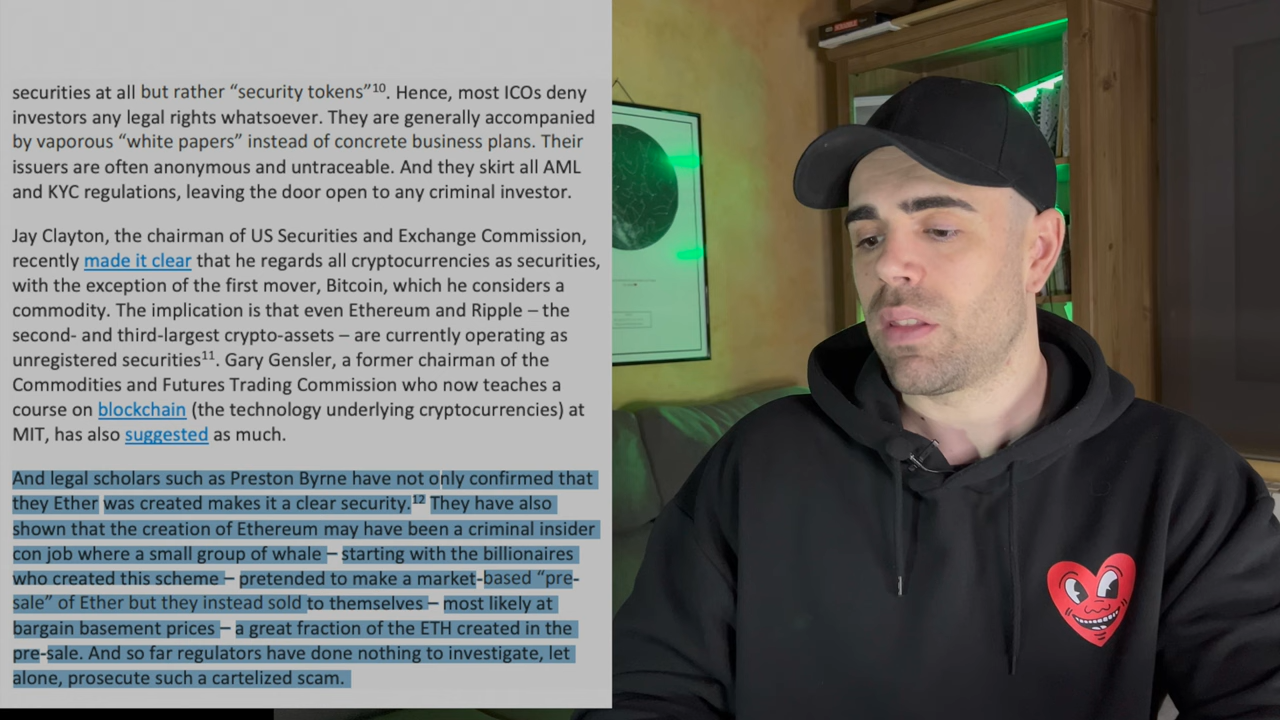 securities at all but rather “security tokens”¹⁰. Hence, most ICOs deny
investors any legal rights whatsoever. They are generally accompanied
by vaporous “white papers” instead of concrete business plans. Their
issuers are often anonymous and untraceable. And they skirt all AML
and KYC regulations, leaving the door open to any criminal investor.
Jay Clayton, the chairman of US Securities and Exchange Commission,
recently made it clear that he regards all cryptocurrencies as securities,
with the exception of the first mover, Bitcoin, which he considers a
commodity. The implication is that even Ethereum and Ripple – the
second- and third-largest crypto-assets – are currently operating as
unregistered securities¹¹. Gary Gensler, a former chairman of the
Commodities and Futures Trading Commission who now teaches a
course on blockchain (the technology underlying cryptocurrencies) at
MIT, has also suggested as much.
And legal scholars such as Preston Byrne have not only confirmed that
they Ether was created makes it a clear security.¹² They have also
shown that the creation of Ethereum may have been a criminal insider
con job where a small group of whale – starting with the billionaires
who created this scheme – pretended to make a market-based “pre-
sale” of Ether but they instead sold to themselves – most likely at
bargain basement prices – a great fraction of the ETH created in the
pre-sale. And so far regulators have done nothing to investigate, let
alone, prosecute such a cartelized scam.